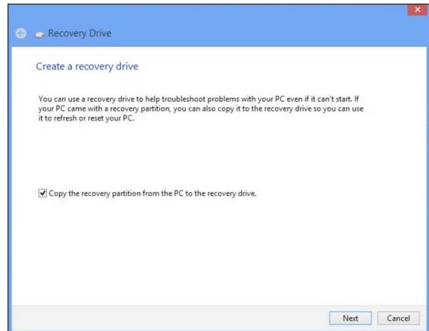 Recovery Drive
Create a recovery drive
You can use a recovery drive to help troubleshoot problems with your PC even if it can't start. If
your PC came with a recovery partition, you can also copy it to the recovery drive so you can use
it to refresh or reset your PC.
Copy the recovery partition from the PC to the recovery drive.
Next Cancel